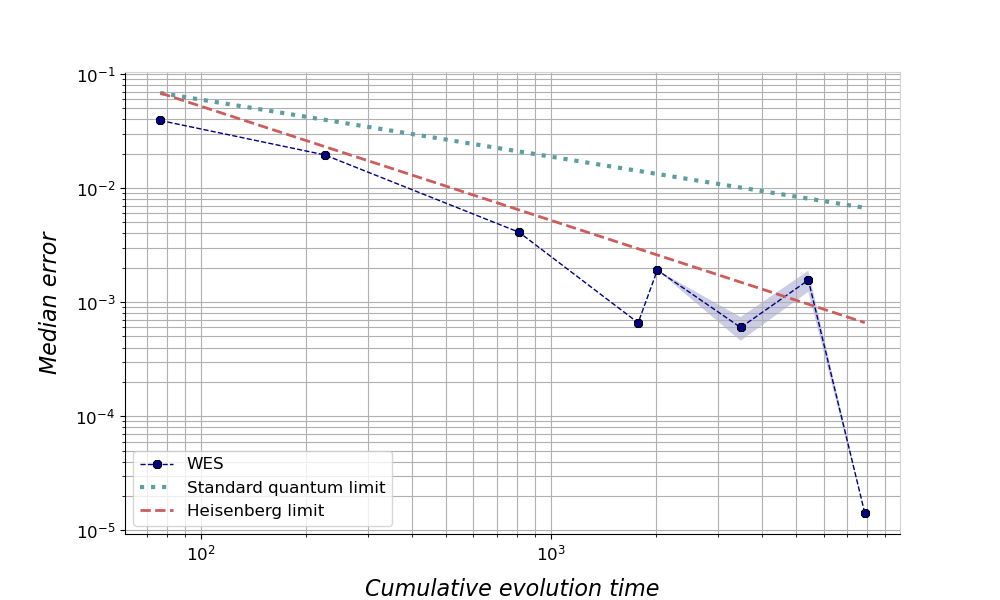 Median error
10⁻¹
10⁻²
10⁻³
10⁻⁴
10⁻⁵
WES
Standard quantum limit
Heisenberg limit
10²
10³
Cumulative evolution time